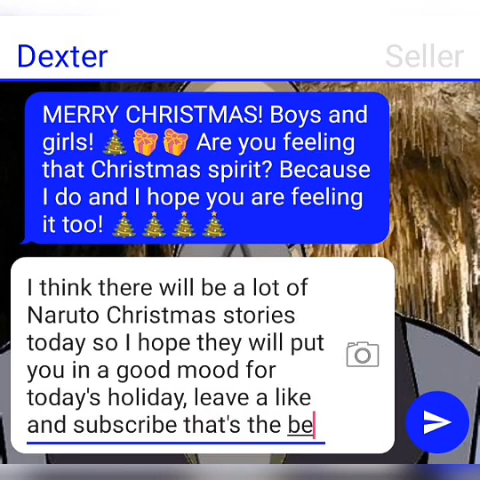 Dexter
Seller
MERRY CHRISTMAS! Boys and
girls! 🎄🎁🎁 Are you feeling
that Christmas spirit? Because
I do and I hope you are feeling
it too! 🎄🎄🎄🎄
I think there will be a lot of
Naruto Christmas stories
today so I hope they will put
you in a good mood for
today's holiday, leave a like
and subscribe that's the be